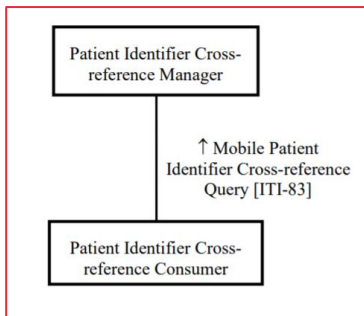 Patient Identifier Cross-
reference Manager
↑ Mobile Patient
Identifier Cross-reference
Query [ITI-83]
Patient Identifier Cross-
reference Consumer